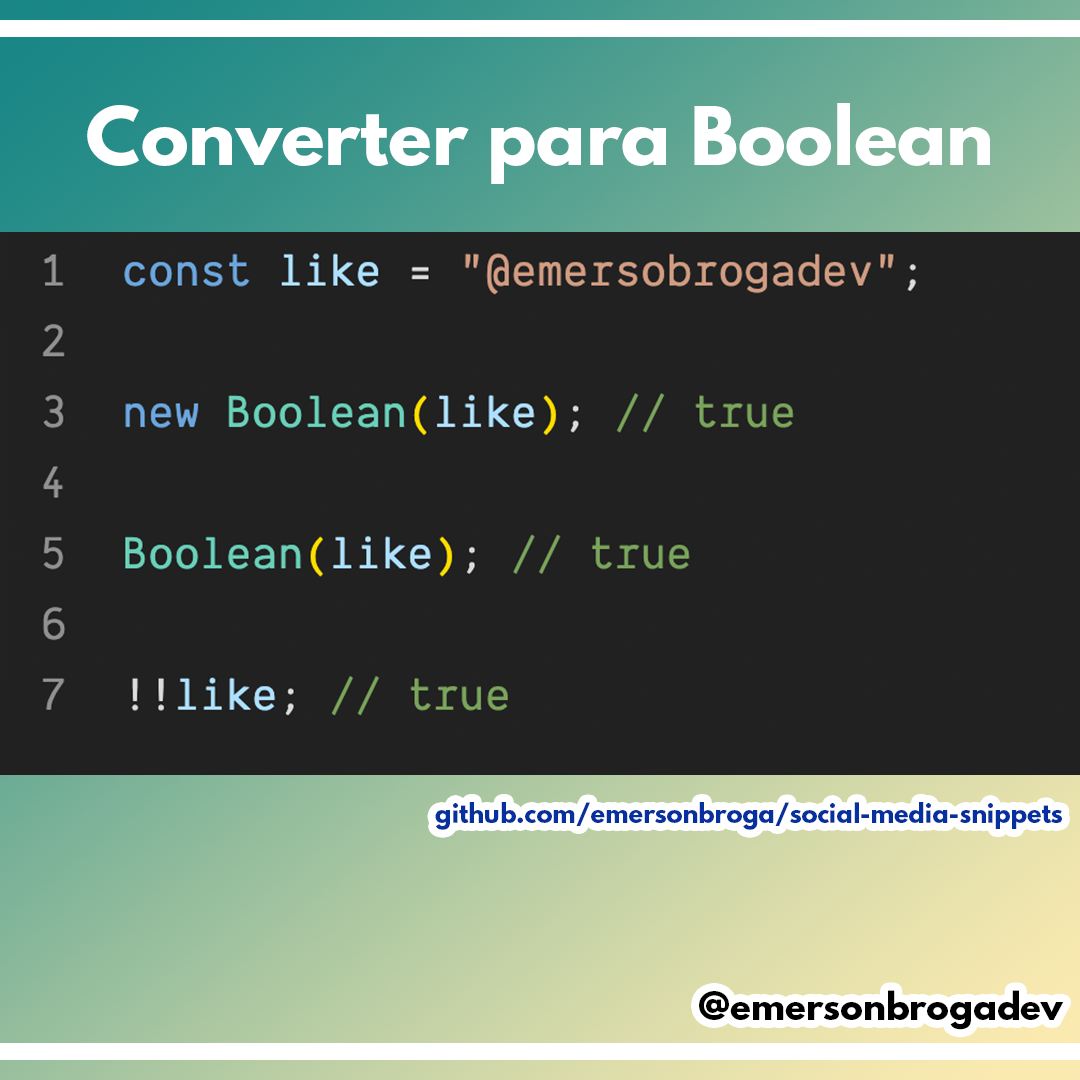 Converter para Boolean
1 const like = "@emersobrogadev";
2
3 new Boolean(like); // true
4
5 Boolean(like); // true
6
7 !!like; // true
github.com/emersonbroga/social-media-snippets
@emersonbrogadev